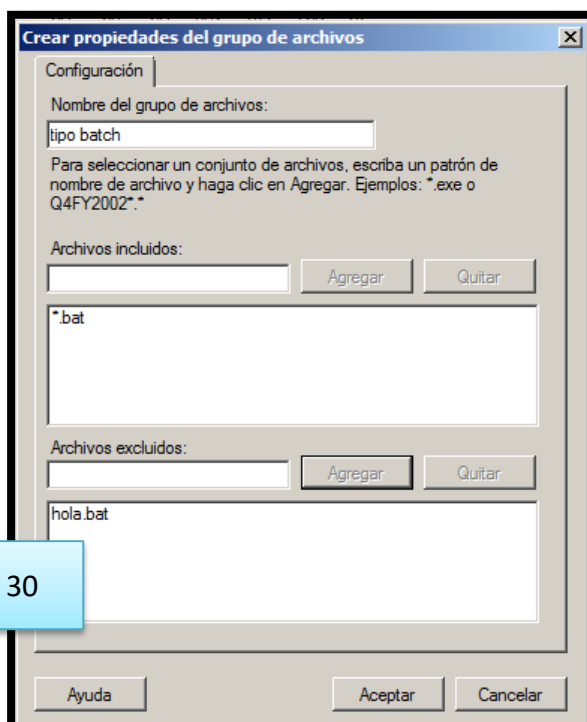 Crear propiedades del grupo de archivos
Configuración
Nombre del grupo de archivos:
tipo batch
Para seleccionar un conjunto de archivos, escriba un patrón de
nombre de archivo y haga clic en Agregar. Ejemplos: *.exe o
Q4FY2002*.*
Archivos incluidos:
Agregar Quitar
*.bat
Archivos excluidos:
Agregar Quitar
hola.bat
30
Ayuda Aceptar Cancelar